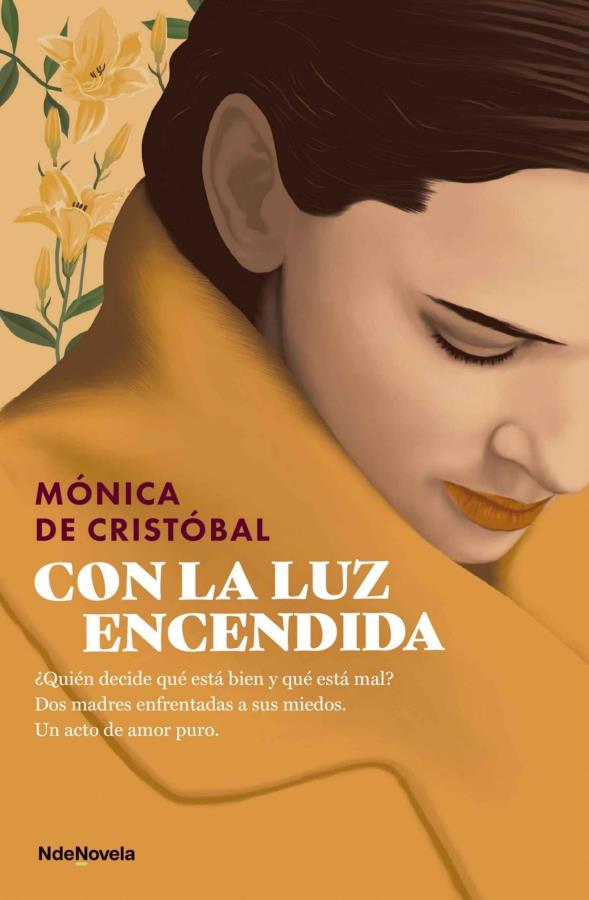 MÓNICA
DE CRISTÓBAL
CON LA LUZ
ENCENDIDA
¿Quién decide qué está bien y qué está mal?
Dos madres enfrentadas a sus miedos.
Un acto de amor puro.
NdeNovela